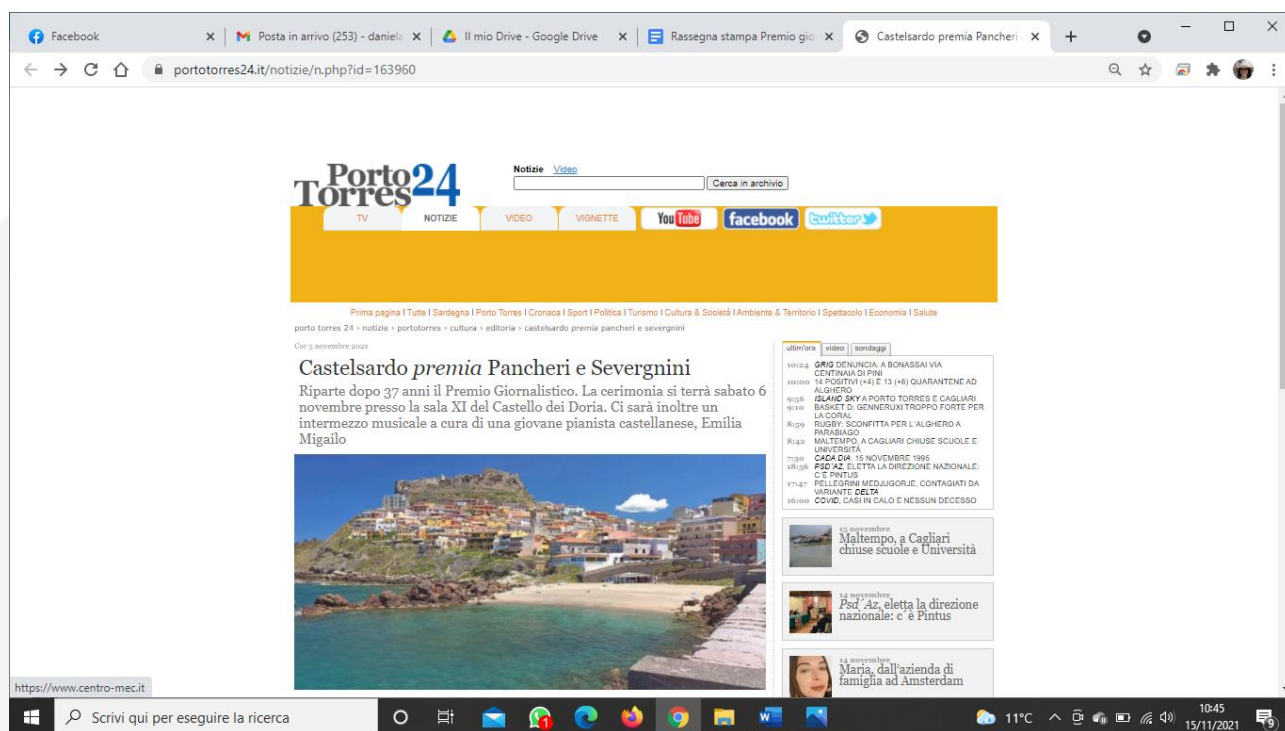 Facebook
Posta in arrivo (253) - daniela
Il mio Drive - Google Drive
Rassegna stampa Premio gio
Castelsardo premia Pancheri
portotorres24.it/notizie/n.php?id=163960
Porto
Torres
24
Notizie Video
Cerca in archivio
TV NOTIZIE VIDEO VIGNETTE YouTube facebook twitter
Prima pagina I Tutte I Sardegna I Porto Torres I Cronaca I Sport I Politica I Turismo I Cultura & Società I Ambiente & Territorio I Spettacolo I Economia I Salute
porto torres 24 › notizie › portotorres › cultura › editoria › castelsardo premia pancheri e severgnini
Cor 5 novembre 2021
Castelsardo premia Pancheri e Severgnini
Riparte dopo 37 anni il Premio Giornalistico. La cerimonia si terrà sabato 6
novembre presso la sala XI del Castello dei Doria. Ci sarà inoltre un
intermezzo musicale a cura di una giovane pianista castellanese, Emilia
Migailo
ultim'ora video sondaggi
10:24 GRIG DENUNCIA: A BONASSAI VIA
CENTINAIA DI PINI
10:00 14 POSITIVI (+4) E 13 (+6) QUARANTENE AD
ALGHERO
9:56 ISLAND SKY A PORTO TORRES E CAGLIARI
9:10 BASKET D: GENNERUXI TROPPO FORTE PER
LA CORAL
8:59 RUGBY: SCONFITTA PER L'ALGHERO A
PARABIAGO
8:42 MALTEMPO, A CAGLIARI CHIUSE SCUOLE E
UNIVERSITÀ
7:30 CADA DIA: 15 NOVEMBRE 1995
18:56 PSD'AZ, ELETTA LA DIREZIONE NAZIONALE:
C´È PINTUS
17:47 PELLEGRINI MEDJUGORJE, CONTAGIATI DA
VARIANTE DELTA
16:00 COVID, CASI IN CALO E NESSUN DECESSO
15 novembre
Maltempo, a Cagliari
chiuse scuole e Università
14 novembre
Psd´Az, eletta la direzione
nazionale: c´è Pintus
14 novembre
Maria, dall'azienda di
famiglia ad Amsterdam
https://www.centro-mec.it
Scrivi qui per eseguire la ricerca
1
11°C
10:45
15/11/2021
9